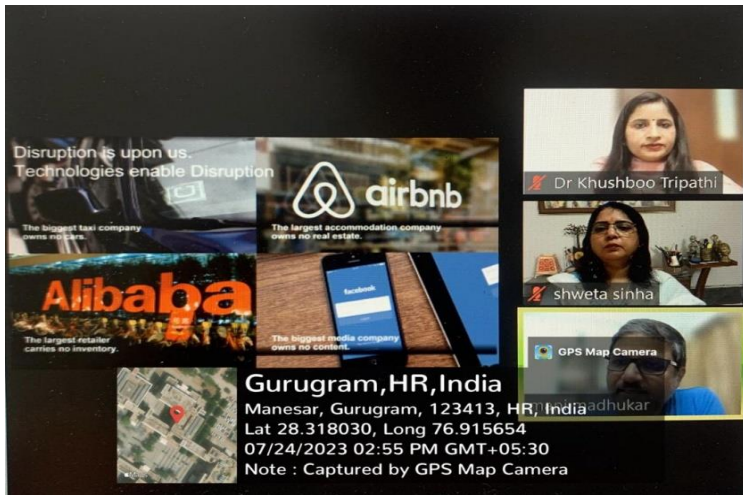 Disruption is upon us.
Technologies enable Disruption
The biggest taxi company
owns no cars.
airbnb
The largest accommodation company
owns no real estate.
Alibaba
The largest retailer
carries no inventory.
facebook
The biggest media company
owns no content.
Dr Khushboo Tripathi
shweta sinha
GPS Map Camera
madhukar
Gurugram,HR,India
Manesar, Gurugram, 123413, HR, India
Lat 28.318030, Long 76.915654
07/24/2023 02:55 PM GMT+05:30
Note : Captured by GPS Map Camera